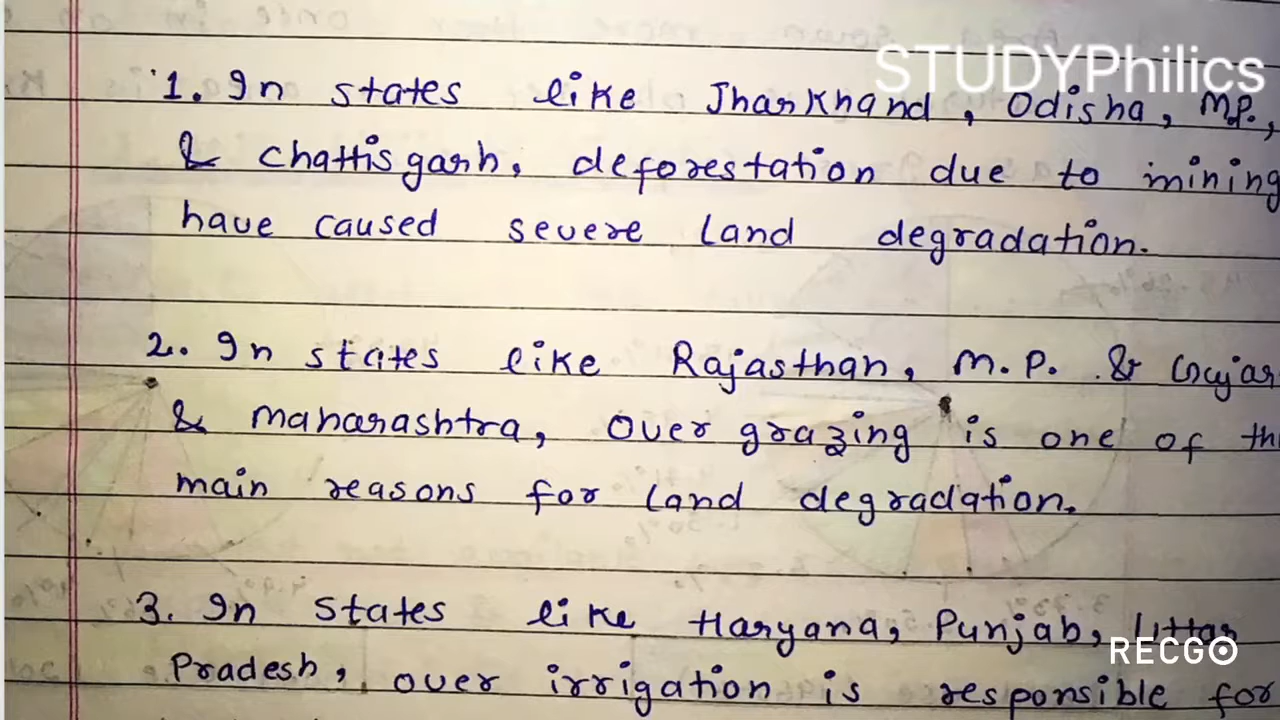 STUDYPhilics
1. In states like Jharkhand, Odisha, M.P.,
& Chattisgarh, deforestation due to mining
have caused severe land degradation.
2. In states like Rajasthan, M.P. & Gujar
& maharashtra, over grazing is one of th
main reasons for land degradation.
3. In states like Haryana, Punjab, Uttar
RECGO
Pradesh, over irrigation is responsible for